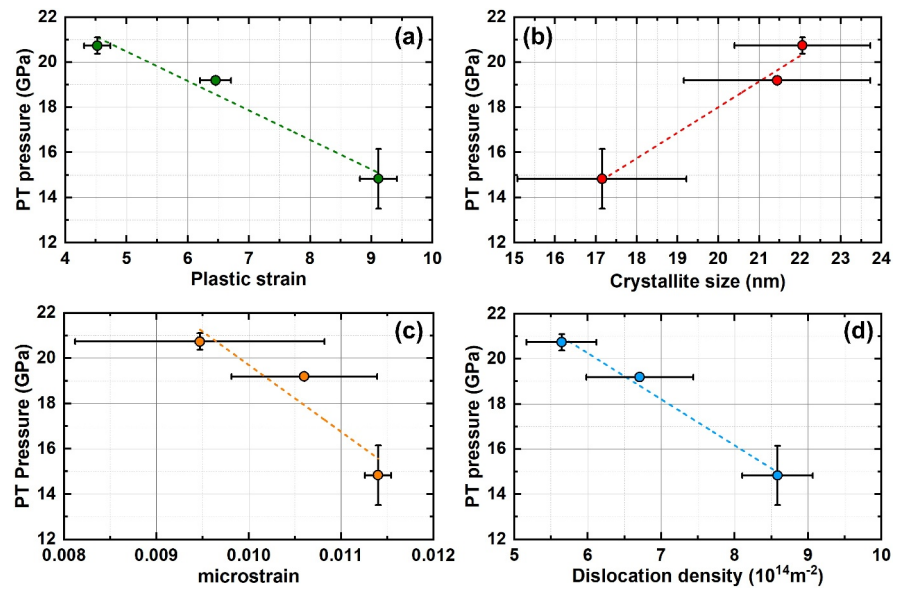 (a)
PT pressure (GPa)
22
20
18
16
14
12
4 5 6 7 8 9 10
Plastic strain
(b)
PT pressure (GPa)
22
20
18
16
14
12
15 16 17 18 19 20 21 22 23 24
Crystallite size (nm)
(c)
PT Pressure (GPa)
22
20
18
16
14
12
0.008 0.009 0.010 0.011 0.012
microstrain
(d)
PT pressure (GPa)
22
20
18
16
14
12
5 6 7 8 9 10
Dislocation density (10¹⁴m⁻²)